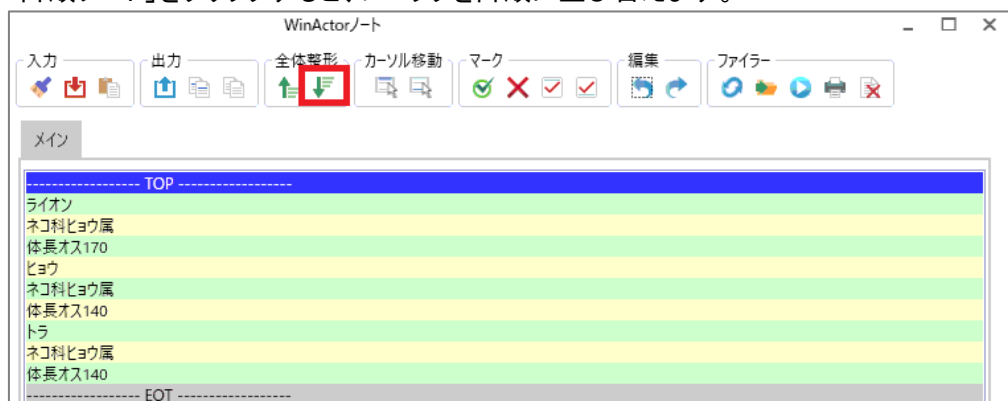 WinActorノート
入力 出力 全体整形 カーソル移動 マーク 編集 ファイラー
メイン
------------------ TOP ------------------
ライオン
ネコ科ヒョウ属
体長オス170
ヒョウ
ネコ科ヒョウ属
体長オス140
トラ
ネコ科ヒョウ属
体長オス140
------------------ EOT ------------------